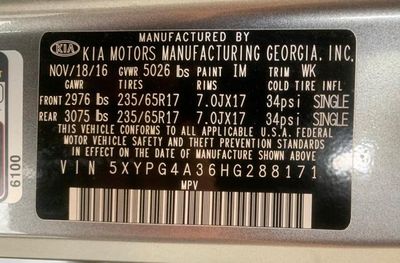 MANUFACTURED BY
KIA KIA MOTORS MANUFACTURING GEORGIA, INC.
NOV/18/16 GVWR 5026 lbs PAINT IM TRIM WK
GAWR TIRES RIMS COLD TIRE INFL
FRONT 2976 lbs 235/65R17 7.0JX17 34psi SINGLE
REAR 3075 lbs 235/65R17 7.0JX17 34psi SINGLE
THIS VEHICLE CONFORMS TO ALL APPLICABLE U.S.A. FEDERAL
MOTOR VEHICLE SAFETY, BUMPER, AND THEFT PREVENTION
STANDARDS IN EFFECT ON THE DATE OF MANUFACTURE SHOWN ABOVE.
VIN 5XYPG4A36HG288171
MPV
6100